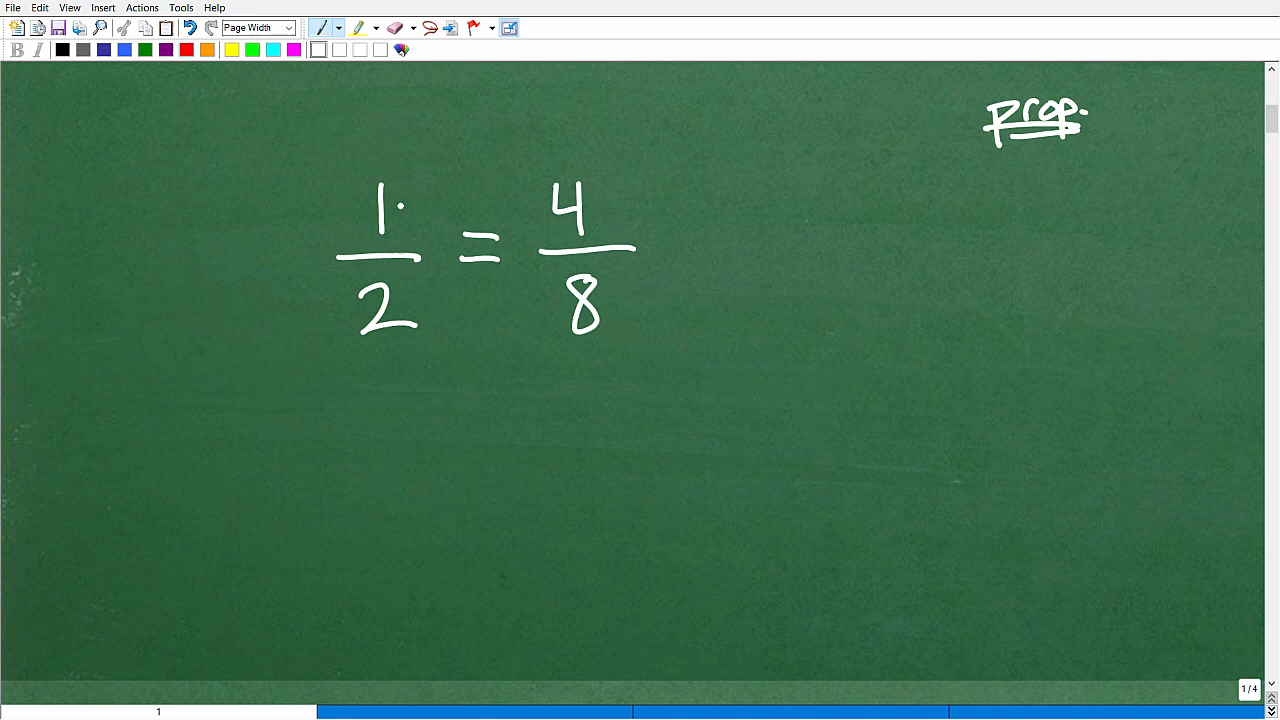 File Edit View Insert Actions Tools Help
Page Width
B I
prop.
1 = 4
2 8
1/4
1